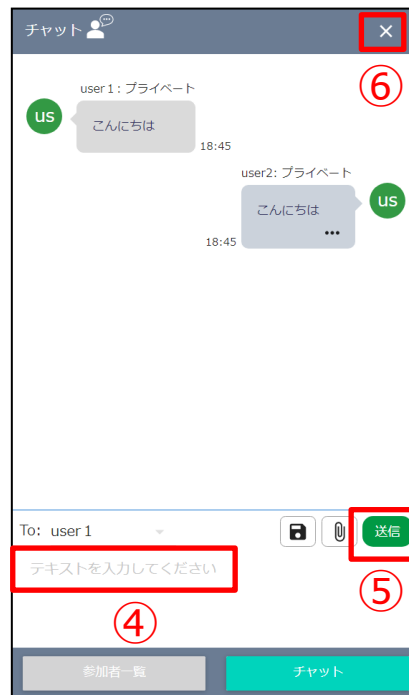 チャット
×
⑥
user1：プライベート
us
こんにちは
18:45
user2: プライベート
us
こんにちは
•••
18:45
To: user1
送信
テキストを入力してください
④
⑤
参加者一覧
チャット